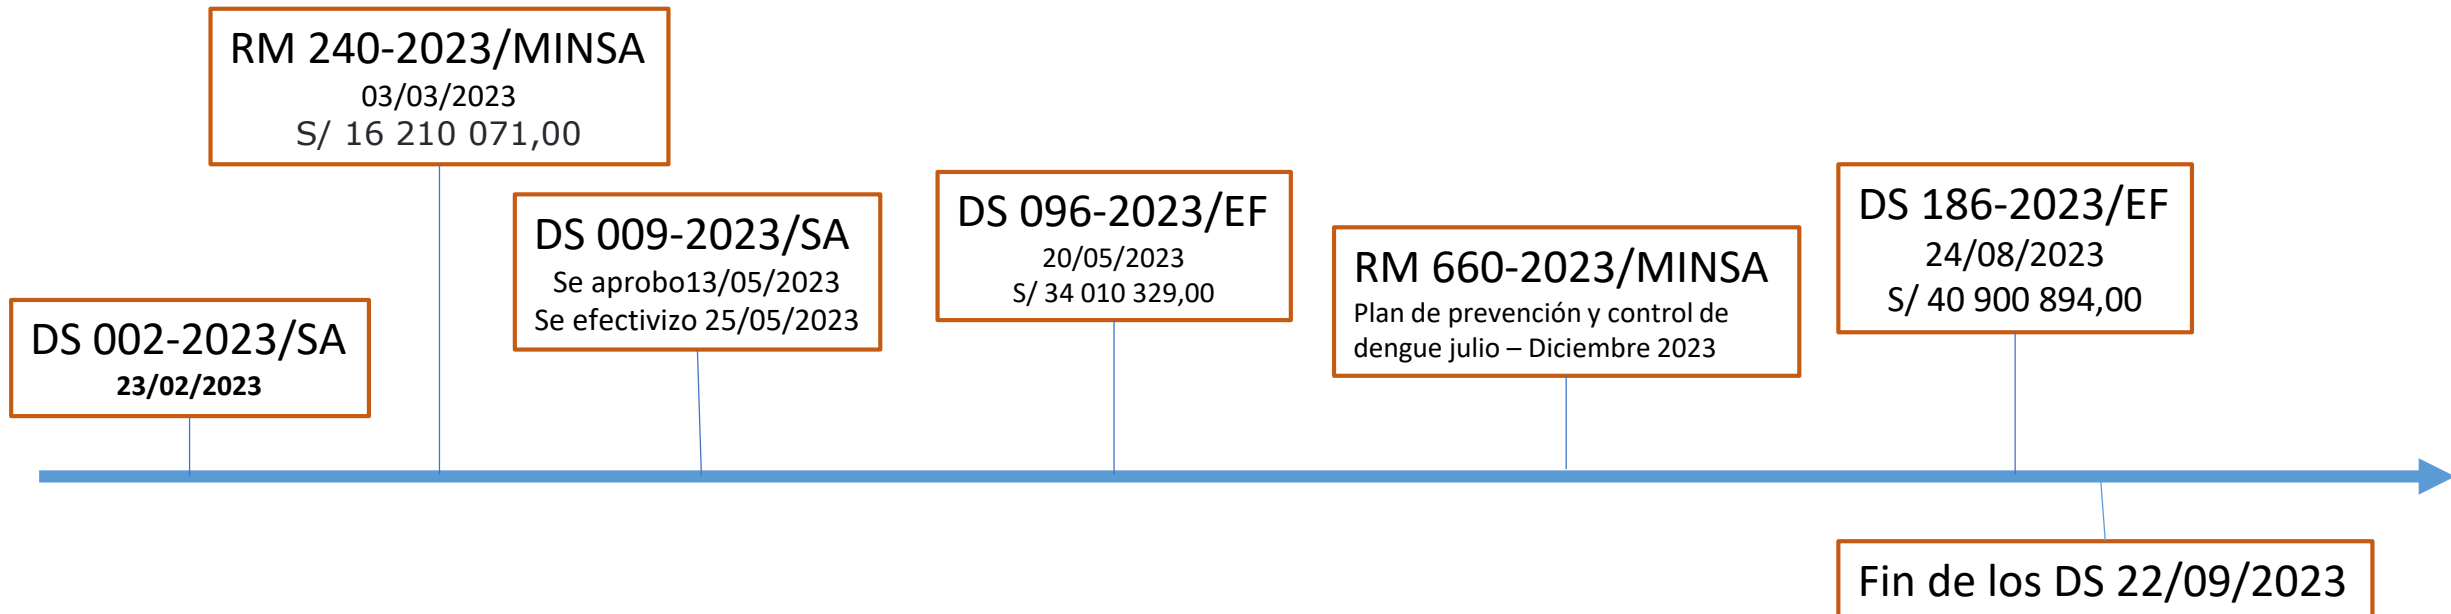 RM 240-2023/MINSA
03/03/2023
S/ 16 210 071,00
DS 009-2023/SA
Se aprobo13/05/2023
Se efectivizo 25/05/2023
DS 096-2023/EF
20/05/2023
S/ 34 010 329,00
RM 660-2023/MINSA
Plan de prevención y control de
dengue julio – Diciembre 2023
DS 186-2023/EF
24/08/2023
S/ 40 900 894,00
DS 002-2023/SA
23/02/2023
Fin de los DS 22/09/2023